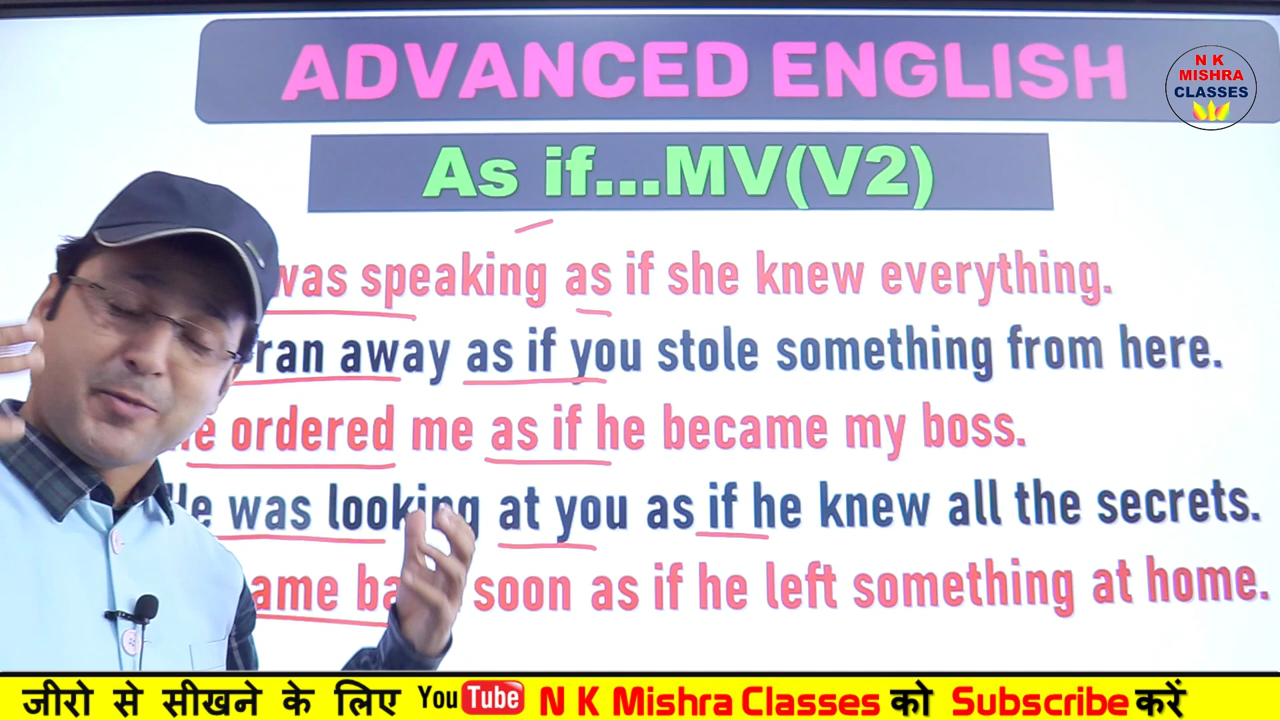 ADVANCED ENGLISH
N K
MISHRA
CLASSES
As if...MV(V2)
was speaking as if she knew everything.
ran away as if you stole something from here.
ordered me as if he became my boss.
He was looking at you as if he knew all the secrets.
soon as if he left something at home.
जीरो से सीखने के लिए YouTube N K Mishra Classes को Subscribe करें